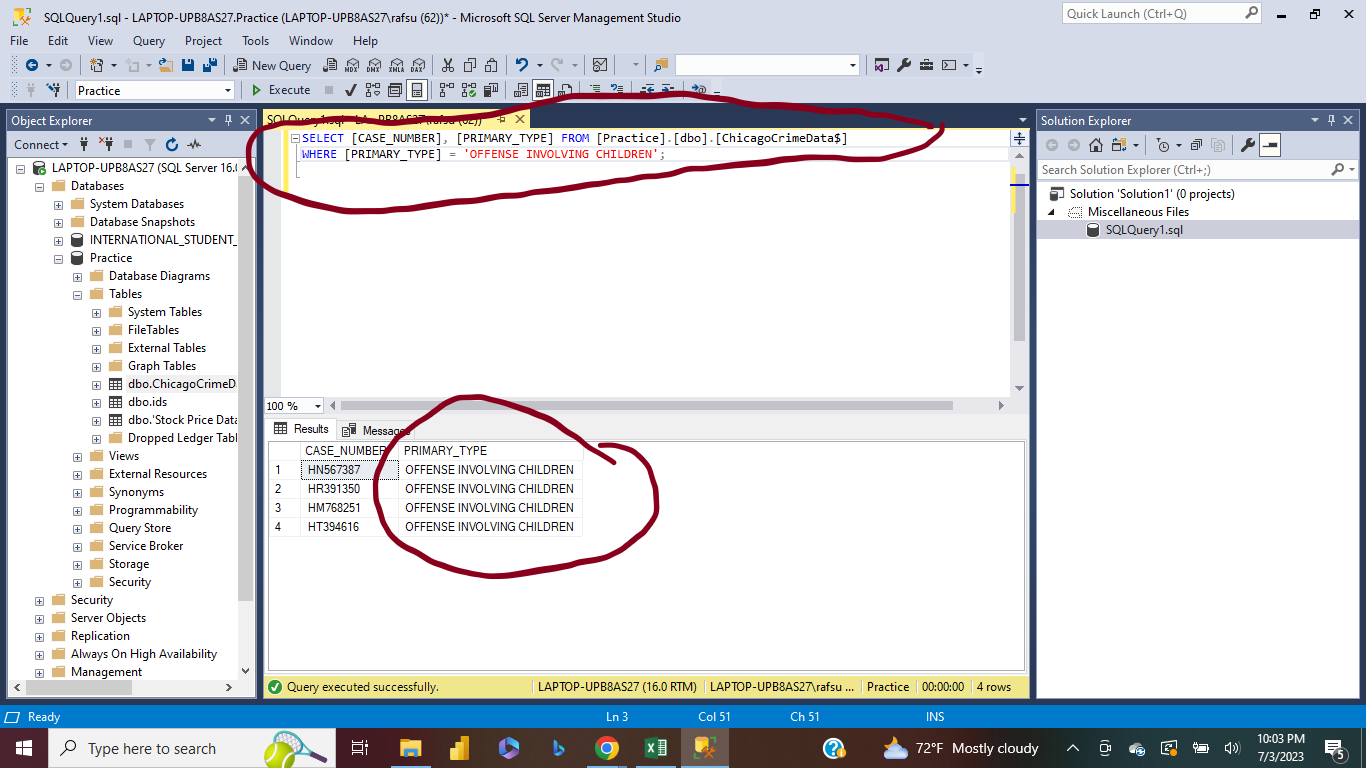 SQLQuery1.sql - LAPTOP-UPB8AS27.Practice (LAPTOP-UPB8AS27\rafsu (62))* - Microsoft SQL Server Management Studio
Quick Launch (Ctrl+Q)
File Edit View Query Project Tools Window Help
New Query MDX DMX XMLA DAX
Practice Execute
Object Explorer
Connect
LAPTOP-UPB8AS27 (SQL Server 16.0
Databases
System Databases
Database Snapshots
INTERNATIONAL_STUDENT_
Practice
Database Diagrams
Tables
System Tables
FileTables
External Tables
Graph Tables
dbo.ChicagoCrimeDa
dbo.ids
dbo.'Stock Price Data
Dropped Ledger Tabl
Views
External Resources
Synonyms
Programmability
Query Store
Service Broker
Storage
Security
Security
Server Objects
Replication
Always On High Availability
Management
SELECT [CASE_NUMBER], [PRIMARY_TYPE] FROM [Practice].[dbo].[ChicagoCrimeData$]
WHERE [PRIMARY_TYPE] = 'OFFENSE INVOLVING CHILDREN';
100 %
Results Messages
CASE_NUMBER PRIMARY_TYPE
1 HN567387 OFFENSE INVOLVING CHILDREN
2 HR391350 OFFENSE INVOLVING CHILDREN
3 HM768251 OFFENSE INVOLVING CHILDREN
4 HT394616 OFFENSE INVOLVING CHILDREN
Query executed successfully. LAPTOP-UPB8AS27 (16.0 RTM) LAPTOP-UPB8AS27\rafsu ... Practice 00:00:00 4 rows
Solution Explorer
Search Solution Explorer (Ctrl+;)
Solution 'Solution1' (0 projects)
Miscellaneous Files
SQLQuery1.sql
Ready Ln 3 Col 51 Ch 51 INS
Type here to search
72°F Mostly cloudy
10:03 PM
7/3/2023
5